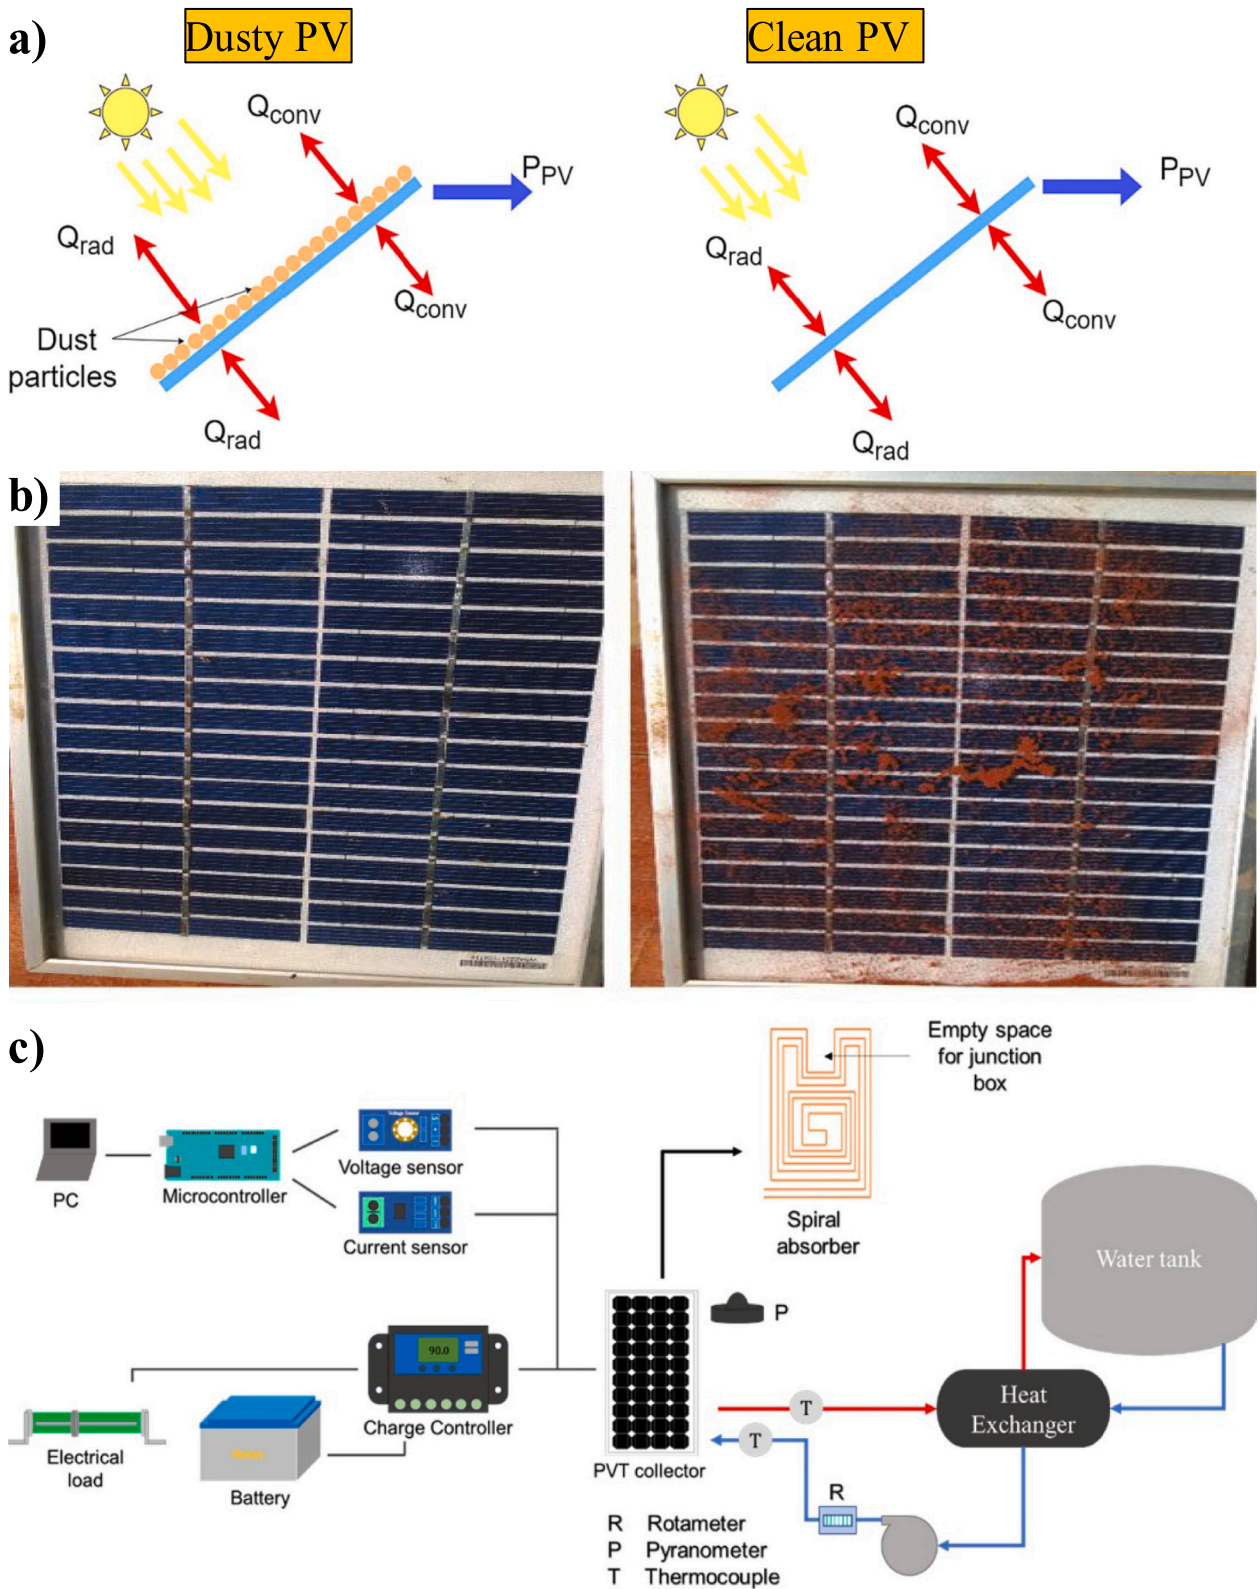 a)
Dusty PV
Clean PV
Qconv
PPV
Qrad
Qconv
Dust
particles
Qrad
Qconv
PPV
Qrad
Qconv
Qrad
b)
c)
Empty space
for junction
box
Spiral
absorber
PC
Microcontroller
Voltage Sensor
Voltage sensor
Current sensor
Water tank
P
90.0
Charge Controller
Electrical
load
Battery
PVT collector
T
T
Heat
Exchanger
R
R Rotameter
P Pyranometer
T Thermocouple